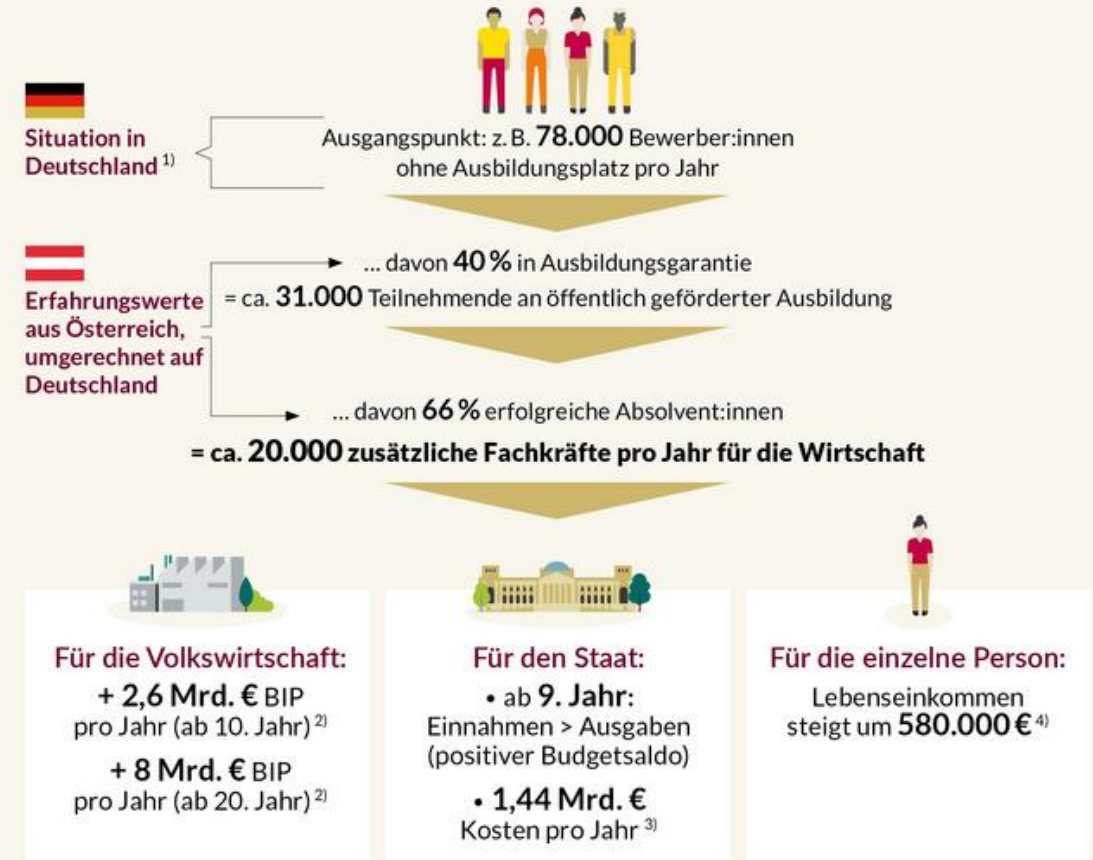 Situation in
Deutschland 1)
Ausgangspunkt: z. B. 78.000 Bewerber:innen
ohne Ausbildungsplatz pro Jahr
Erfahrungswerte
aus Österreich,
umgerechnet auf
Deutschland
... davon 40 % in Ausbildungsgarantie
= ca. 31.000 Teilnehmende an öffentlich geförderter Ausbildung
... davon 66 % erfolgreiche Absolvent:innen
= ca. 20.000 zusätzliche Fachkräfte pro Jahr für die Wirtschaft
Für die Volkswirtschaft:
+ 2,6 Mrd. € BIP
pro Jahr (ab 10. Jahr) 2)
+ 8 Mrd. € BIP
pro Jahr (ab 20. Jahr) 2)
Für den Staat:
• ab 9. Jahr:
Einnahmen > Ausgaben
(positiver Budgetsaldo)
• 1,44 Mrd. €
Kosten pro Jahr 3)
Für die einzelne Person:
Lebenseinkommen
steigt um 580.000 € 4)